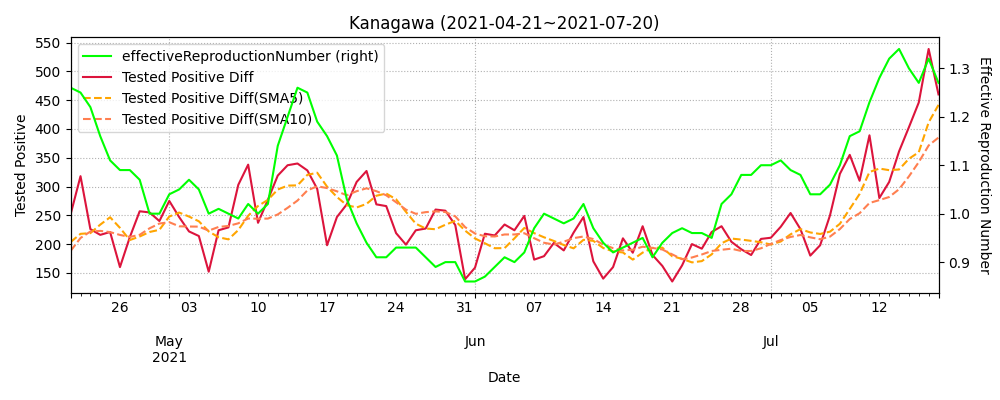 Kanagawa (2021-04-21~2021-07-20)
effectiveReproductionNumber (right)
Tested Positive Diff
Tested Positive Diff(SMA5)
Tested Positive Diff(SMA10)
Tested Positive
550
500
450
400
350
300
250
200
150
1.3
1.2
1.1
1.0
0.9
Effective Reproduction Number
26 03 10 17 24 31 07 14 21 28 05 12
May Jun Jul
2021
Date